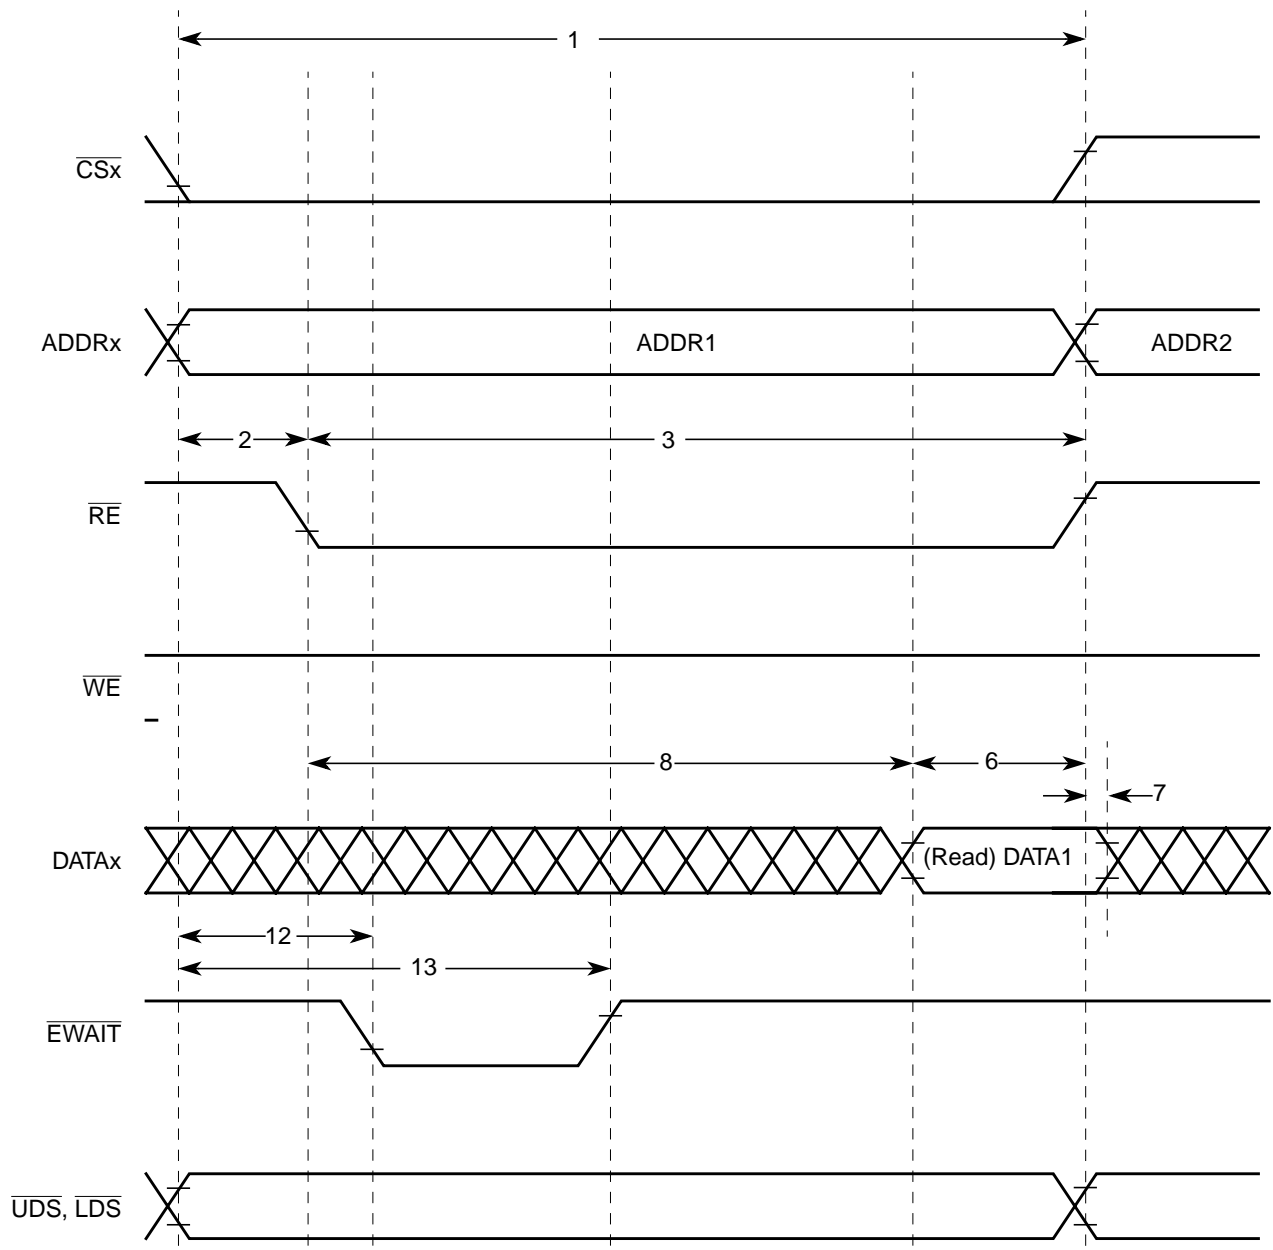 1
CSx
ADDRx ADDR1 ADDR2
2 3
RE
WE
8 6
7
DATAx (Read) DATA1
12
13
EWAIT
UDS, LDS